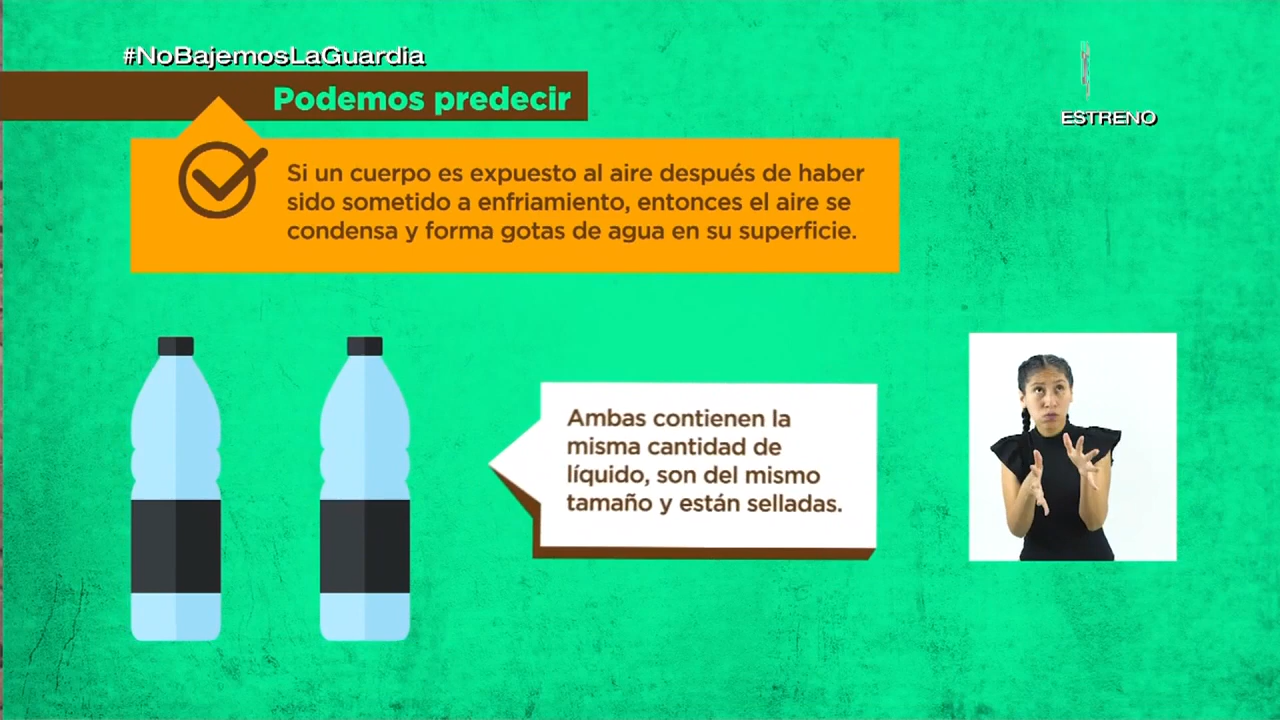 #NoBajemosLaGuardia
Podemos predecir
ESTRENO
Si un cuerpo es expuesto al aire después de haber
sido sometido a enfriamiento, entonces el aire se
condensa y forma gotas de agua en su superficie.
Ambas contienen la
misma cantidad de
líquido, son del mismo
tamaño y están selladas.